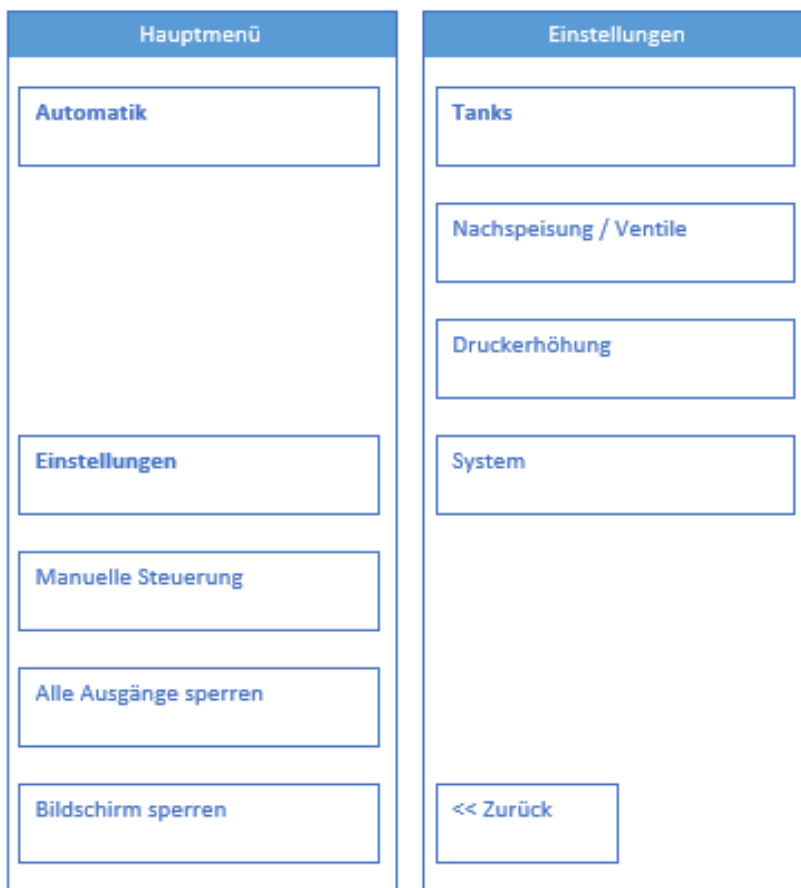 Hauptmenü
Automatik
Einstellungen
Manuelle Steuerung
Alle Ausgänge sperren
Bildschirm sperren
Einstellungen
Tanks
Nachspeisung / Ventile
Druckerhöhung
System
<< Zurück